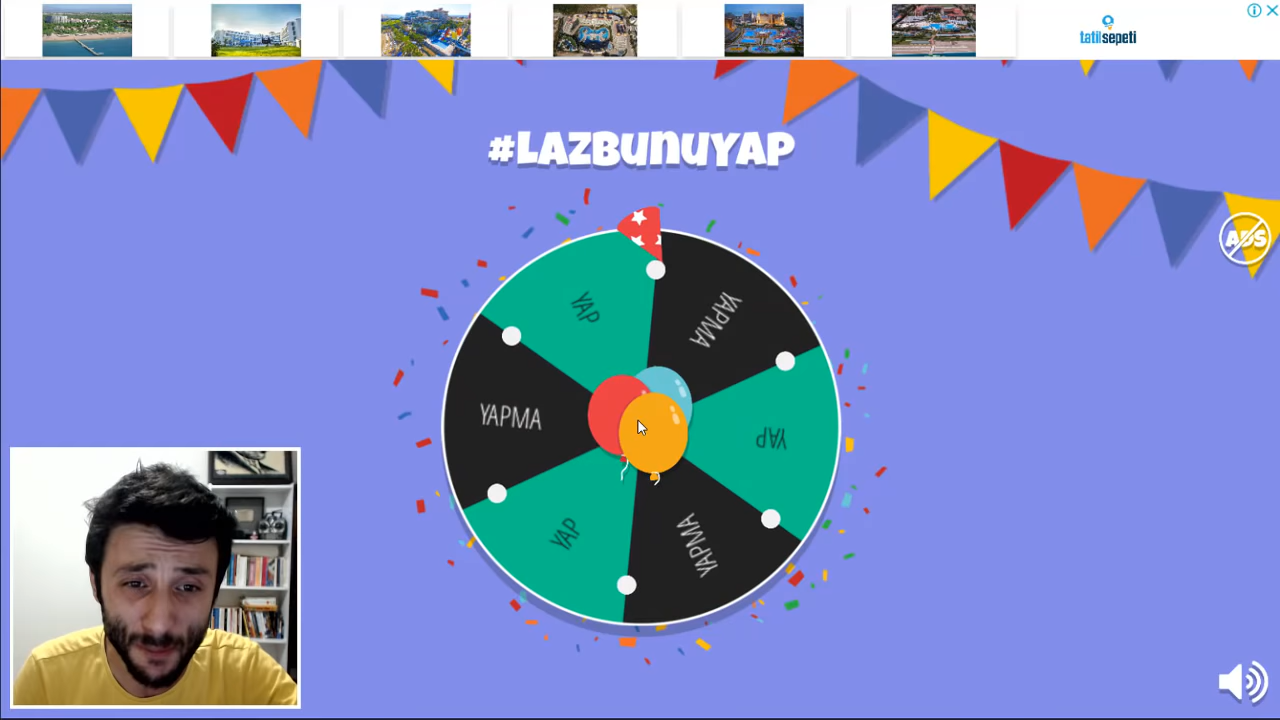 tatilsepeti
#LAZBUNUYAP
ADS
YAP
YAPMA
YAPMA
YAP
YAP
YAPMA